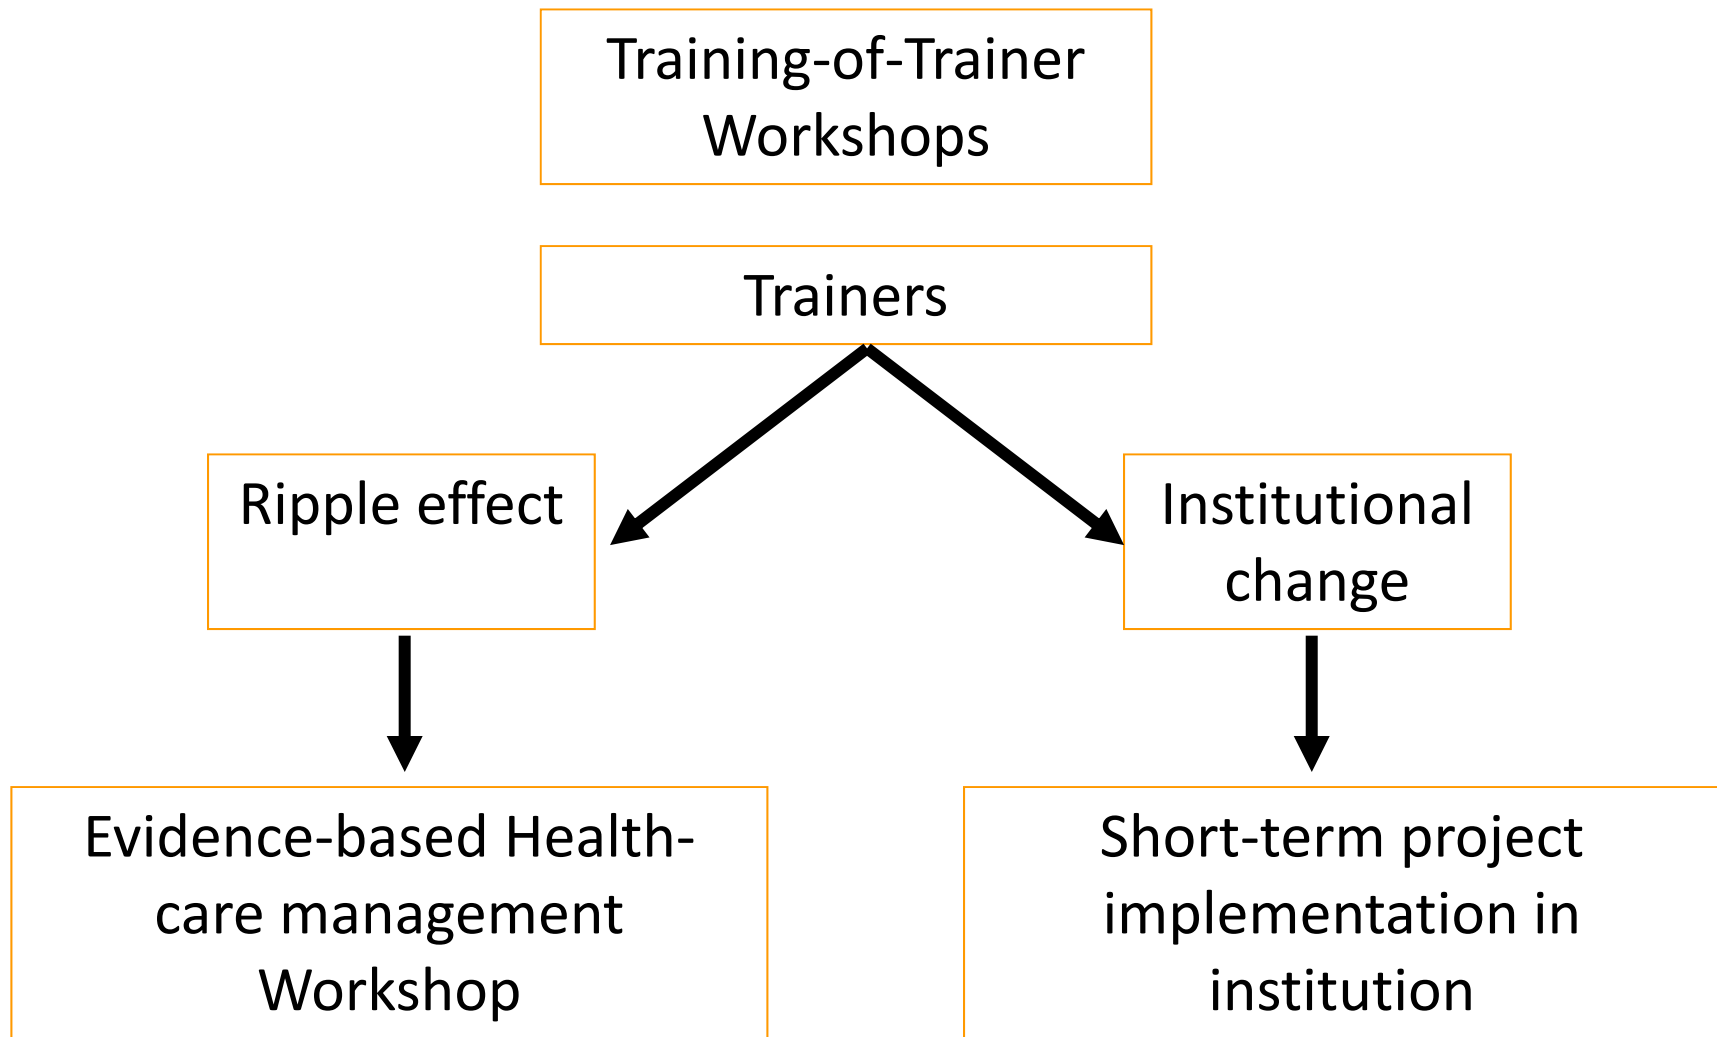 Training-of-Trainer
Workshops
Trainers
Ripple effect
Institutional
change
Evidence-based Health-
care management
Workshop
Short-term project
implementation in
institution